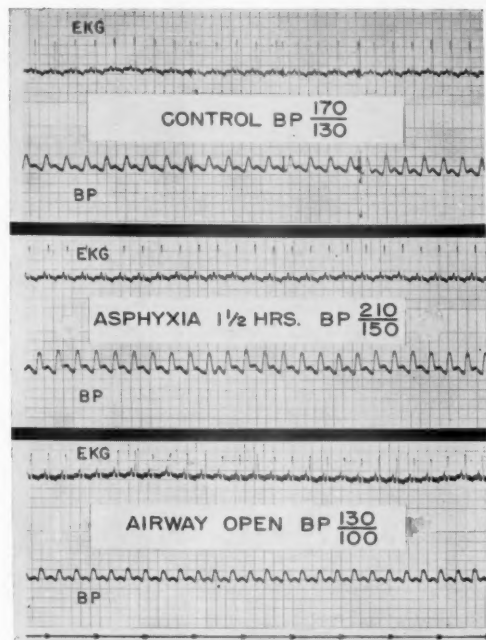 EKG
CONTROL BP 170/130
BP
EKG
ASPHYXIA 1½ HRS. BP 210/150
BP
EKG
AIRWAY OPEN BP 130/100
BP